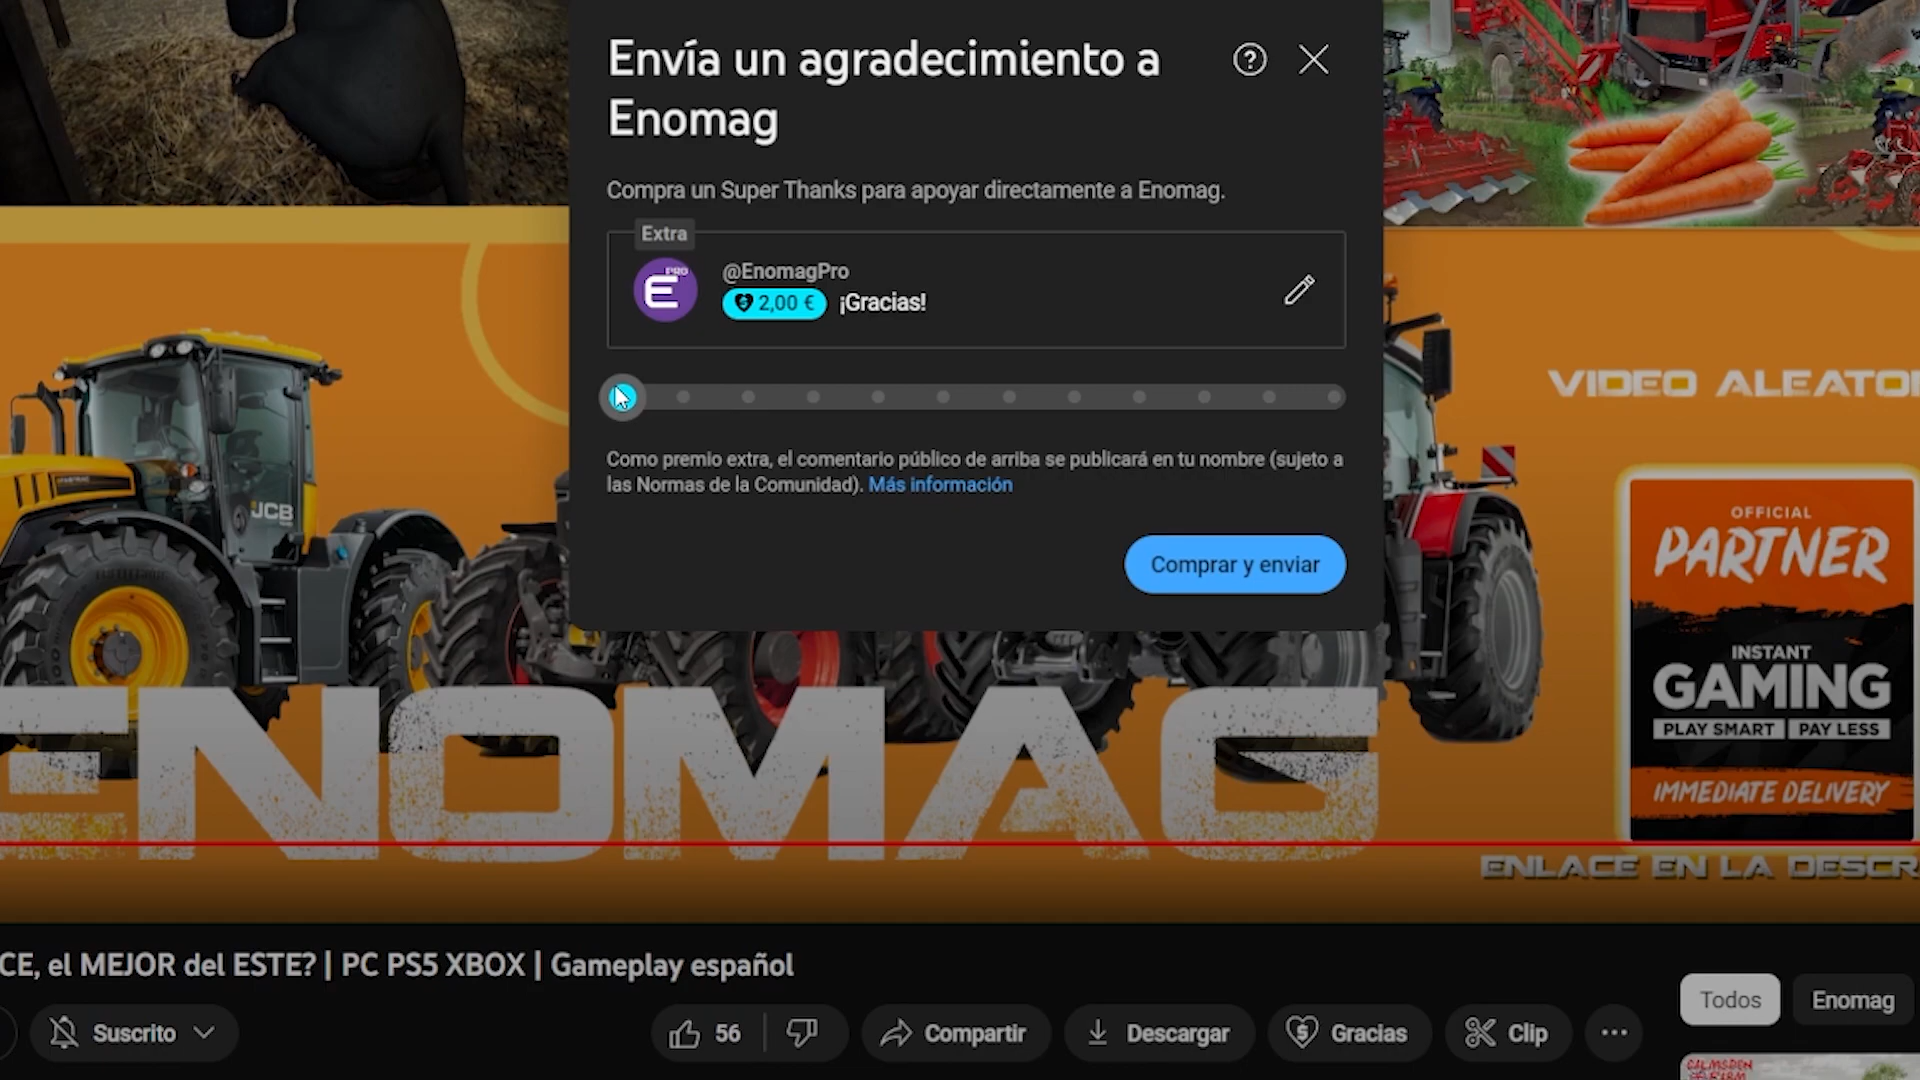 Envía un agradecimiento a
Enomag
Compra un Super Thanks para apoyar directamente a Enomag.
Extra
PRO
E
@EnomagPro
2,00 € ¡Gracias!
Como premio extra, el comentario público de arriba se publicará en tu nombre (sujeto a
las Normas de la Comunidad). Más información
Comprar y enviar
JCB
VIDEO ALEATO
OFFICIAL
PARTNER
INSTANT
GAMING
PLAY SMART PAY LESS
IMMEDIATE DELIVERY
ENOMAG
ENLACE EN LA DESCR
CE, el MEJOR del ESTE? | PC PS5 XBOX | Gameplay español
Todos Enomag
Suscrito 56 Compartir Descargar Gracias Clip
CALMSDEN
FARM